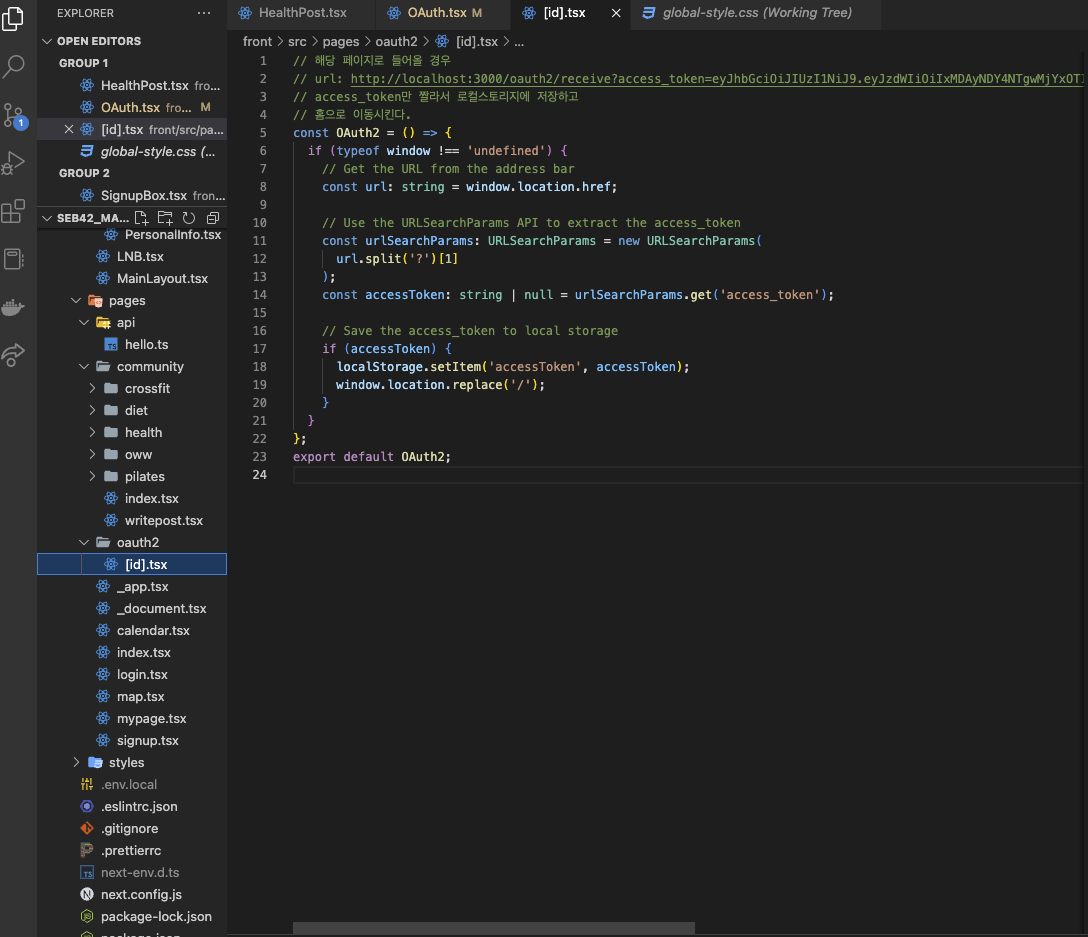 EXPLORER ...
OPEN EDITORS
GROUP 1
HealthPost.tsx fro...
OAuth.tsx fro... M
[id].tsx front/src/pa...
global-style.css (...
GROUP 2
SignupBox.tsx fron...
SEB42_MA...
PersonalInfo.tsx
LNB.tsx
MainLayout.tsx
pages
api
hello.ts
community
crossfit
diet
health
oww
pilates
index.tsx
writepost.tsx
oauth2
[id].tsx
_app.tsx
_document.tsx
calendar.tsx
index.tsx
login.tsx
map.tsx
mypage.tsx
signup.tsx
styles
.env.local
.eslintrc.json
.gitignore
.prettierrc
next-env.d.ts
next.config.js
package-lock.json
HealthPost.tsx OAuth.tsx M [id].tsx global-style.css (Working Tree)
front > src > pages > oauth2 > [id].tsx > ...
1 // 해당 페이지로 들어올 경우
2 // url: http://localhost:3000/oauth2/receive?access_token=eyJhbGciOiJIUzI1NiJ9.eyJzdWIiOiIxMDAyNDY4NTgwMjYxOT
3 // access_token만 짤라서 로컬스토리지에 저장하고
4 // 홈으로 이동시킨다.
5 const OAuth2 = () => {
6 if (typeof window !== 'undefined') {
7 // Get the URL from the address bar
8 const url: string = window.location.href;
9
10 // Use the URLSearchParams API to extract the access_token
11 const urlSearchParams: URLSearchParams = new URLSearchParams(
12 url.split('?')[1]
13 );
14 const accessToken: string | null = urlSearchParams.get('access_token');
15
16 // Save the access_token to local storage
17 if (accessToken) {
18 localStorage.setItem('accessToken', accessToken);
19 window.location.replace('/');
20 }
21 }
22 };
23 export default OAuth2;
24